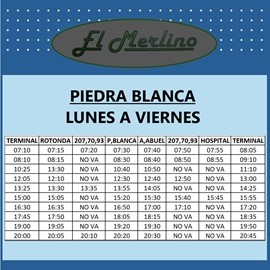 El Merlino
PIEDRA BLANCA
LUNES A VIERNES
TERMINAL ROTONDA 207,70,93 P,BLANCA A,ABUEL 207,70,93 HOSPITAL TERMINAL
07:10 07:15 07:20 07:30 07:40 07:50 07:55 08:05
08:10 08:15 NO VA 08:30 08:40 08:50 08:55 09:10
10:25 13:30 NO VA 10:40 10:50 NO VA NO VA 11:10
12:05 12:10 NO VA 12:30 12:40 12:50 NO VA 13:00
13:25 13:30 13:35 13:55 14:05 NO VA NO VA 14:25
15:00 15:05 NO VA 15:20 15:30 NO VA NO VA 15:55
16:30 15:35 NO VA 16:50 17:00 17:10 NO VA 17:20
17:45 17:50 NO VA 18:05 18:15 NO VA NO VA 18:30
19:00 19:05 NO VA 19:20 19:30 NO VA NO VA 19:45
20:00 20:05 20:10 20:20 20:30 NO VA NO VA 20:45